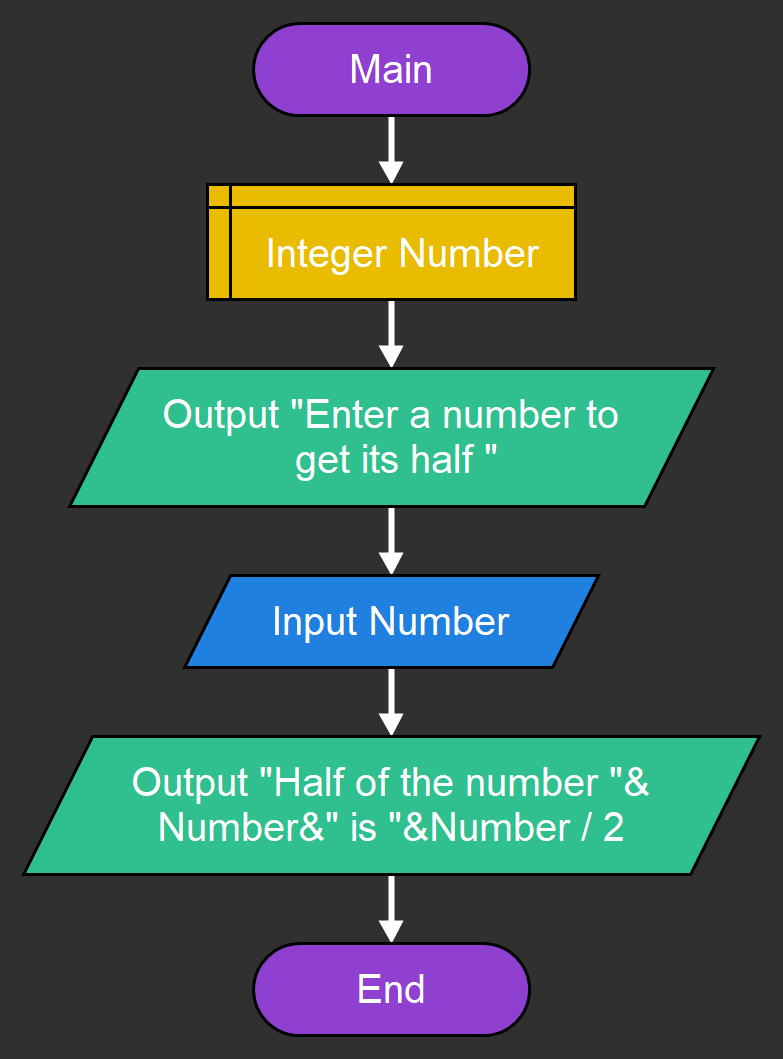 Main
Integer Number
Output "Enter a number to
get its half "
Input Number
Output "Half of the number "&
Number&" is "&Number / 2
End